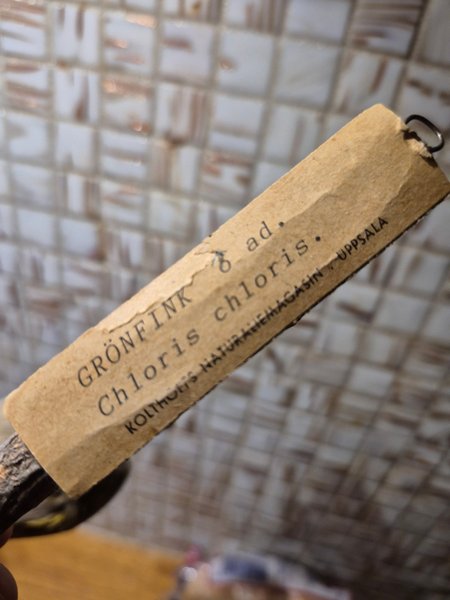 GRÖNFINK ♂ ad.
Chloris chloris.
KOLTHOFFS NATURALIEMAGASIN . UPPSALA